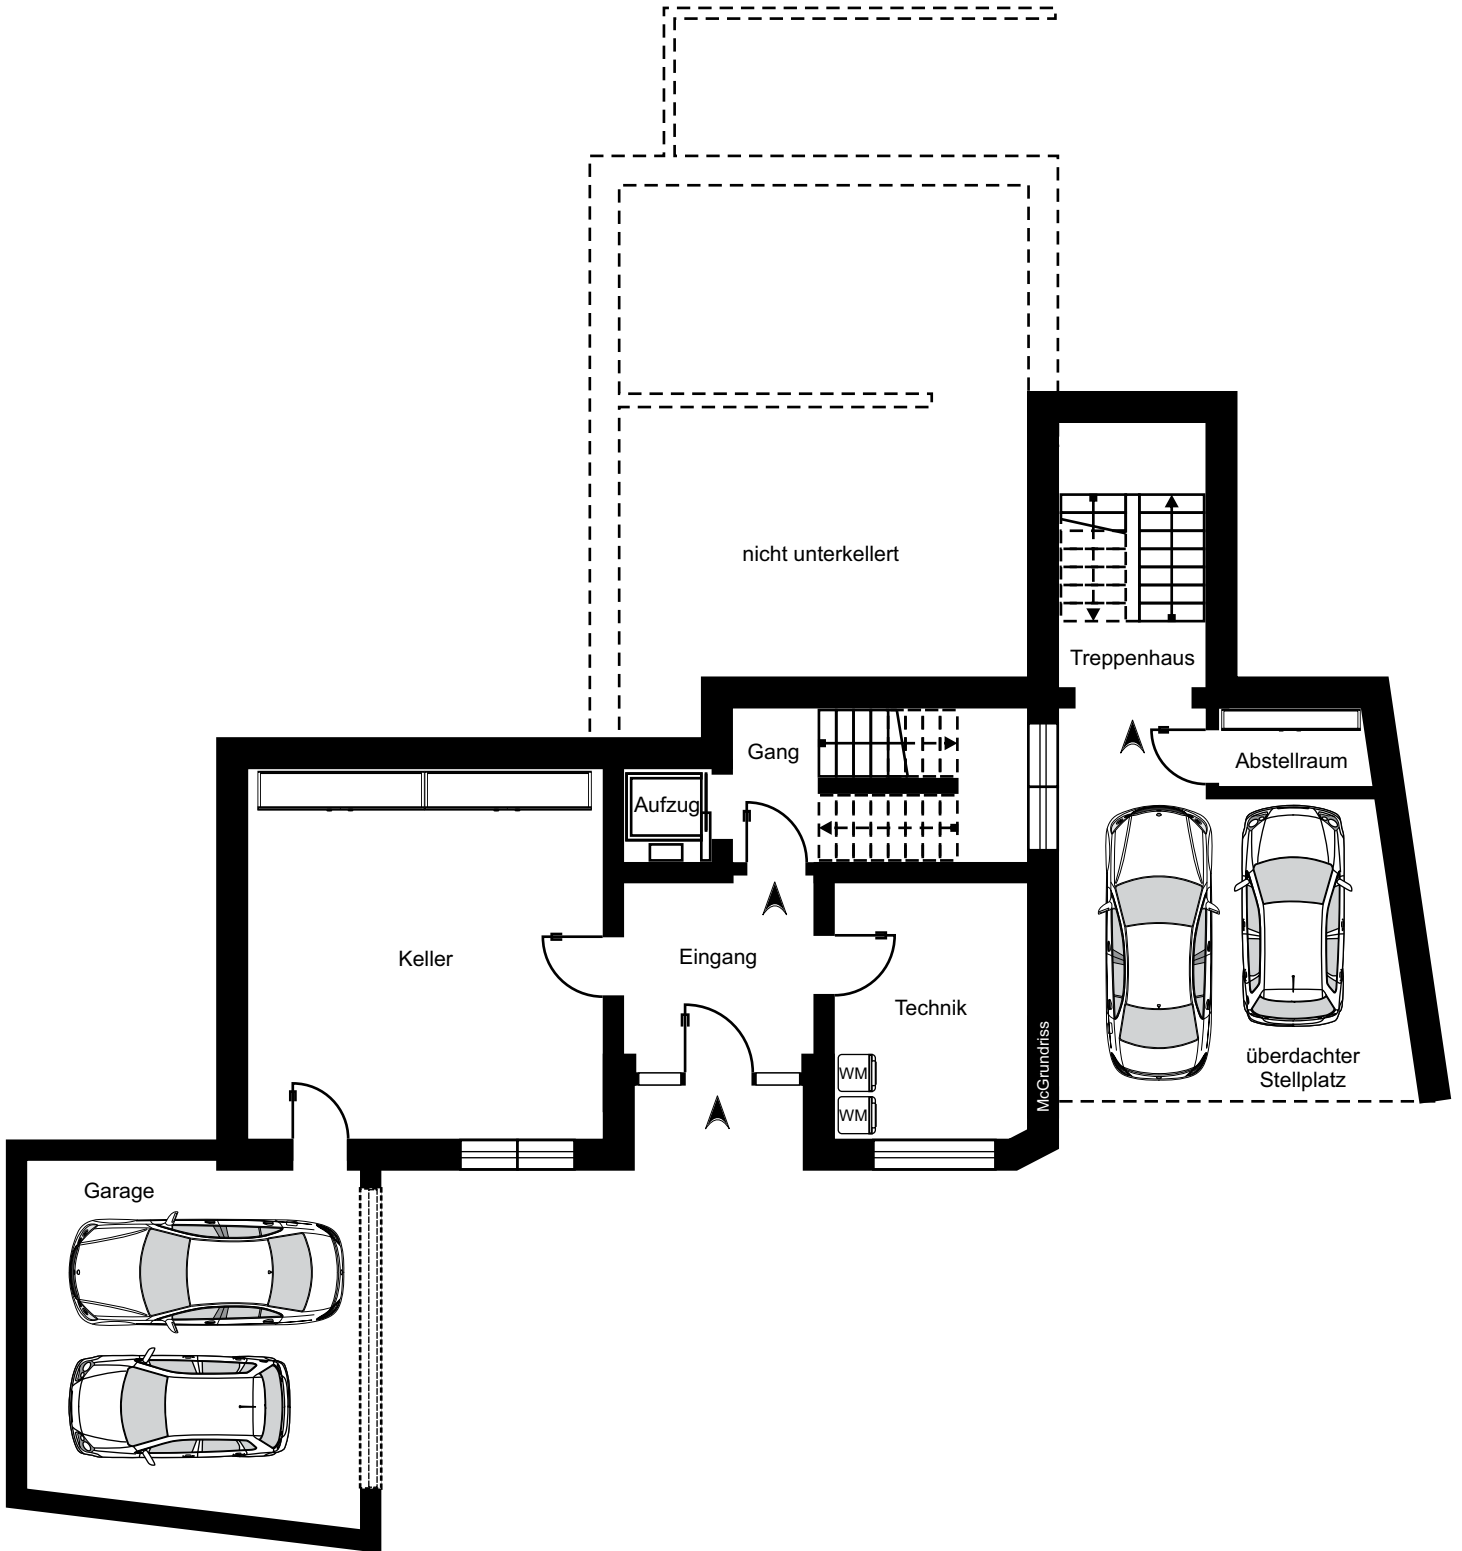 nicht unterkellert
Treppenhaus
Gang
Abstellraum
Aufzug
Keller
Eingang
Technik
McGrundriss
überdachter
Stellplatz
WM
WM
Garage